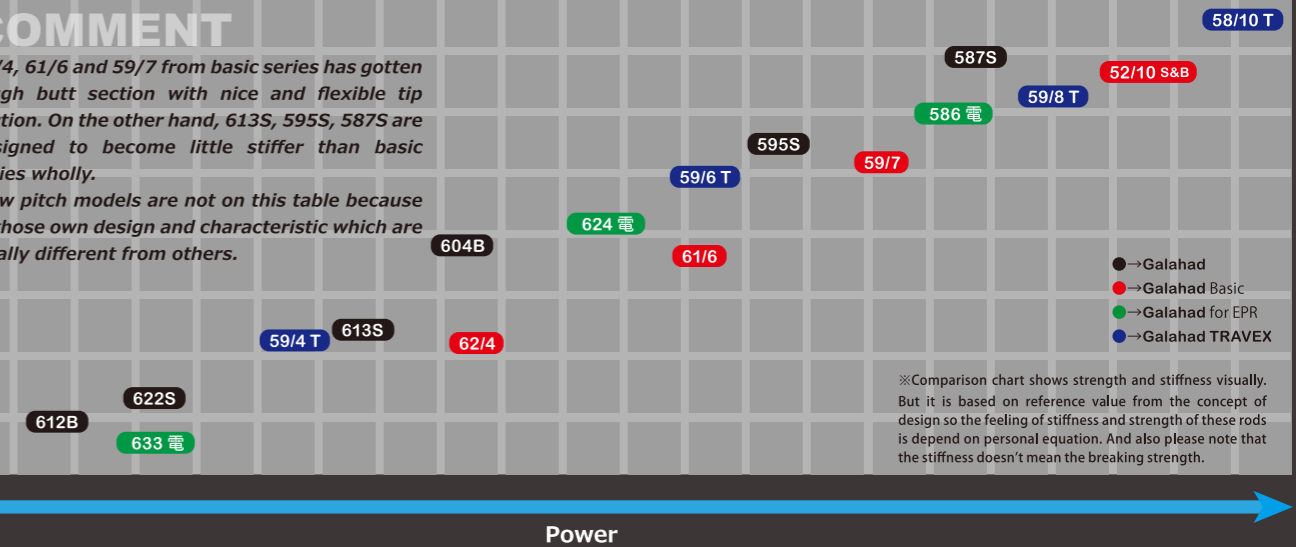 COMMENT
/4, 61/6 and 59/7 from basic series has gotten
gh butt section with nice and flexible tip
tion. On the other hand, 613S, 595S, 587S are
signed to become little stiffer than basic
ies wholly.
w pitch models are not on this table because
hose own design and characteristic which are
ally different from others.
58/10 T
587S
52/10 S&B
59/8 T
586 電
595S
59/7
59/6 T
624 電
604B
61/6
59/4 T
613S
62/4
622S
612B
633 電
●→Galahad
●→Galahad Basic
●→Galahad for EPR
●→Galahad TRAVEX
※Comparison chart shows strength and stiffness visually.
But it is based on reference value from the concept of
design so the feeling of stiffness and strength of these rods
is depend on personal equation. And also please note that
the stiffness doesn't mean the breaking strength.
Power